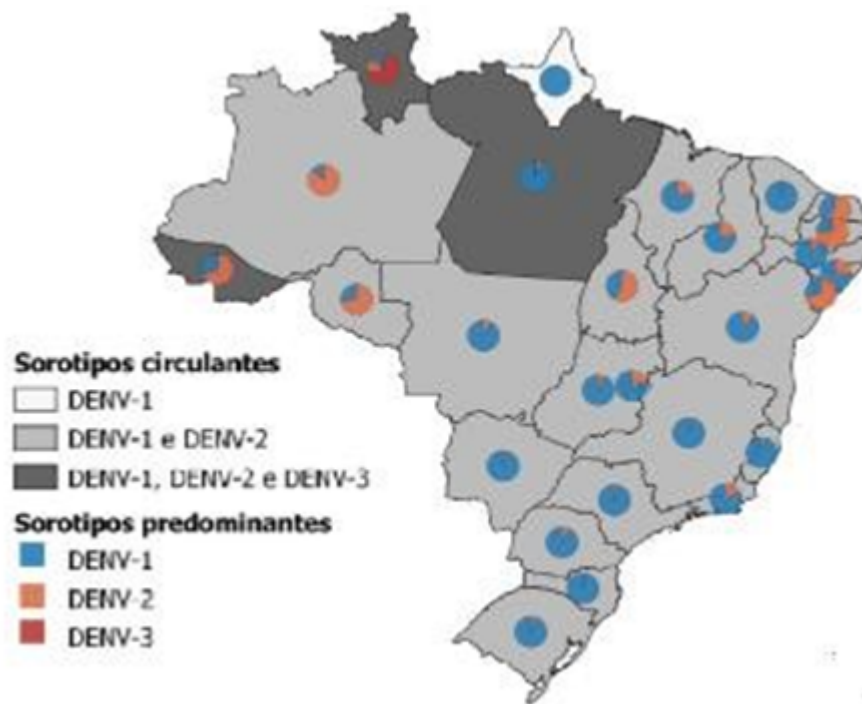 Sorotipos circulantes
DENV-1
DENV-1 e DENV-2
DENV-1, DENV-2 e DENV-3
Sorotipos predominantes
DENV-1
DENV-2
DENV-3